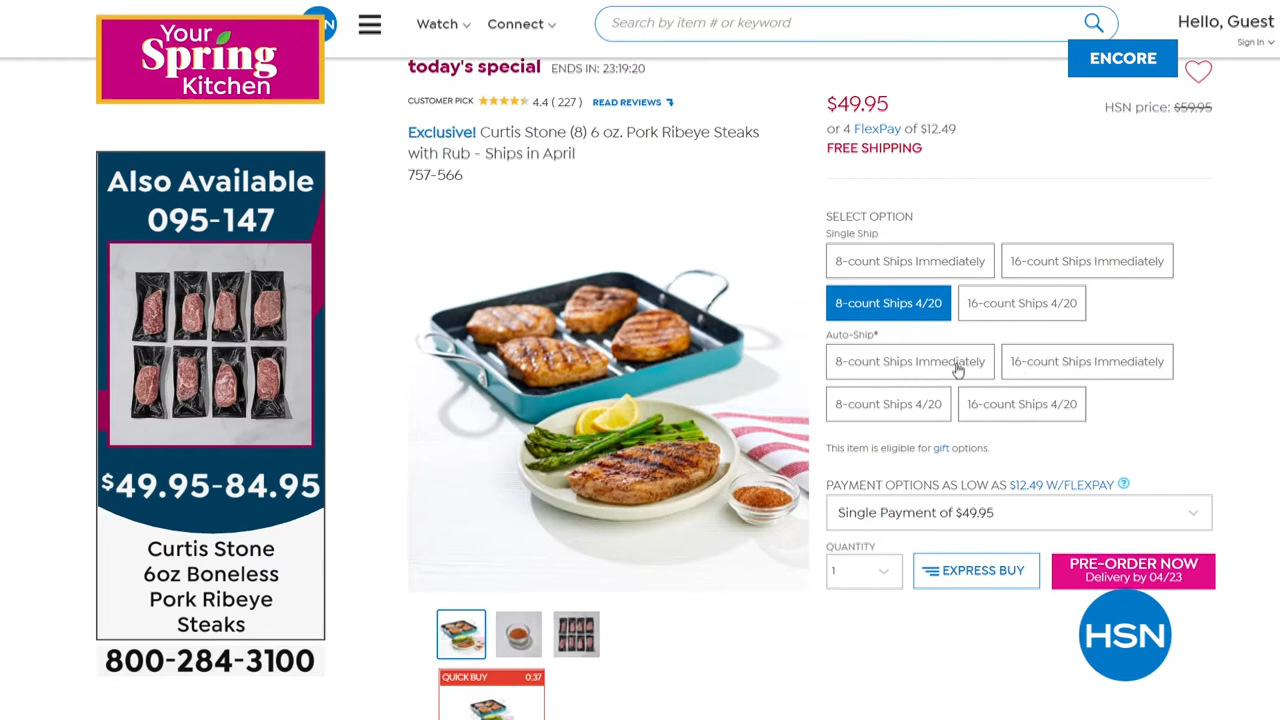 Your
Spring
Kitchen
N
Watch
Connect
Search by item # or keyword
Hello, Guest
Sign In
ENCORE
Also Available
095-147
$49.95-84.95
Curtis Stone
6oz Boneless
Pork Ribeye
Steaks
800-284-3100
today's special ENDS IN: 23:19:20
CUSTOMER PICK 4.4 (227) READ REVIEWS
Exclusive! Curtis Stone (8) 6 oz. Pork Ribeye Steaks
with Rub - Ships in April
757-566
QUICK BUY 0:37
$49.95
HSN price: $59.95
or 4 FlexPay of $12.49
FREE SHIPPING
SELECT OPTION
Single Ship
8-count Ships Immediately
16-count Ships Immediately
8-count Ships 4/20
16-count Ships 4/20
Auto-Ship*
8-count Ships Immediately
16-count Ships Immediately
8-count Ships 4/20
16-count Ships 4/20
This item is eligible for gift options.
PAYMENT OPTIONS AS LOW AS $12.49 W/FLEXPAY ?
Single Payment of $49.95
QUANTITY
1
EXPRESS BUY
PRE-ORDER NOW
Delivery by 04/23
HSN